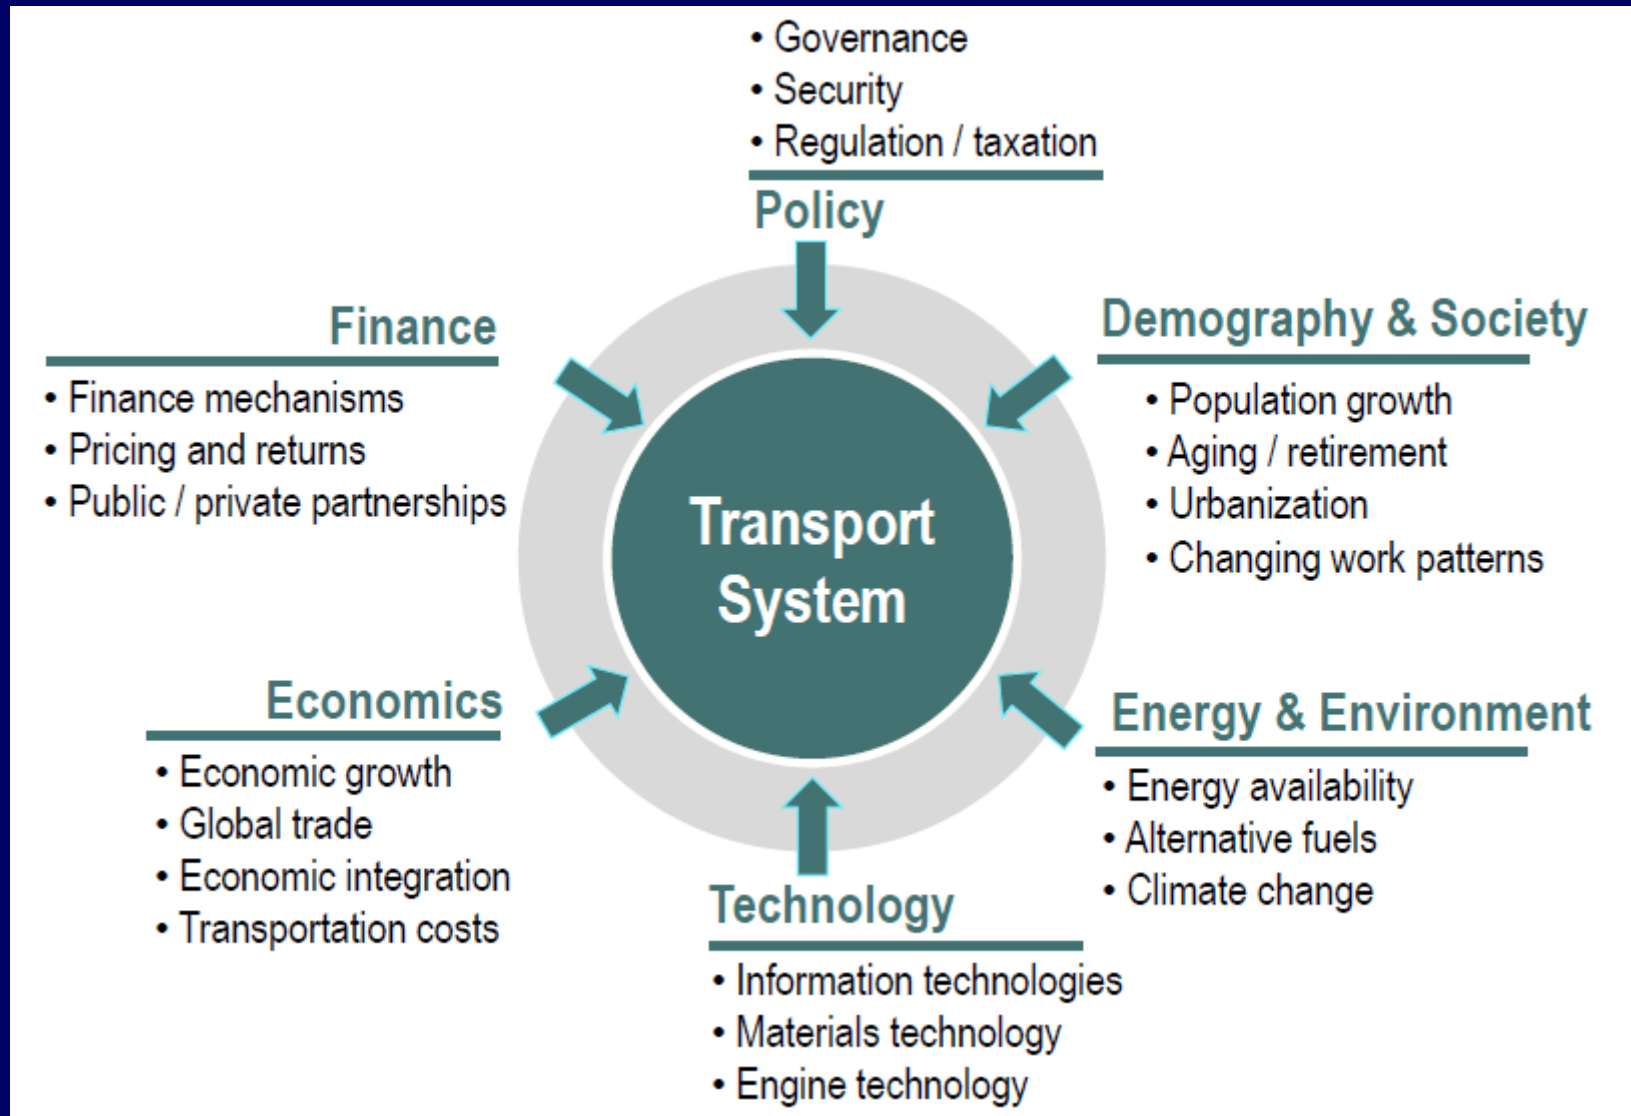 • Governance
• Security
• Regulation / taxation
Policy
Finance
• Finance mechanisms
• Pricing and returns
• Public / private partnerships
Demography & Society
• Population growth
• Aging / retirement
• Urbanization
• Changing work patterns
Transport
System
Economics
• Economic growth
• Global trade
• Economic integration
• Transportation costs
Energy & Environment
• Energy availability
• Alternative fuels
• Climate change
Technology
• Information technologies
• Materials technology
• Engine technology